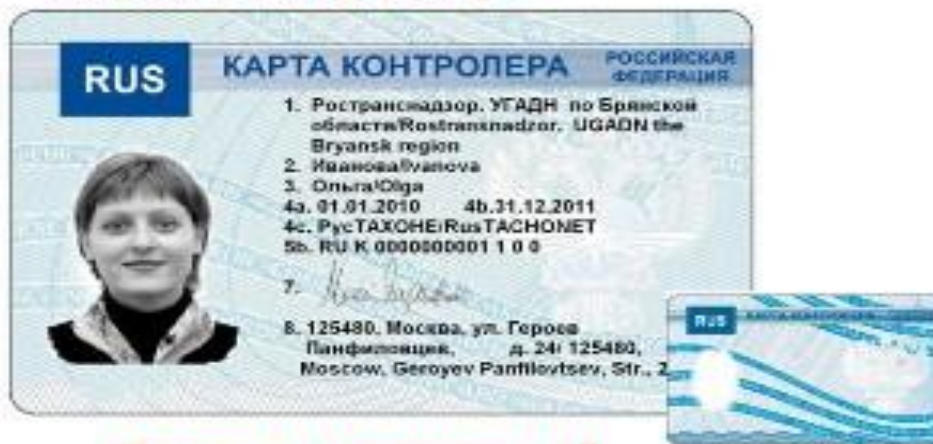 RUS
КАРТА КОНТРОЛЕРА
РОССИЙСКАЯ
ФЕДЕРАЦИЯ
1. Ространснадзор. УГАДН по Брянской
области/Rostransnadzor. UGADN the
Bryansk region
2. Иванова/Ivanova
3. Ольга/Olga
4a. 01.01.2010 4b.31.12.2011
4c. РусТАХОНЕ/RusTACHONET
5b. RU K 0000000001 1 0 0
7.
8. 125480. Москва, ул. Героев
Панфиловцев, д. 24/ 125480,
Moscow, Geroyev Panfilovtsev, Str., 2
RUS
КАРТА КОНТРОЛЕРА